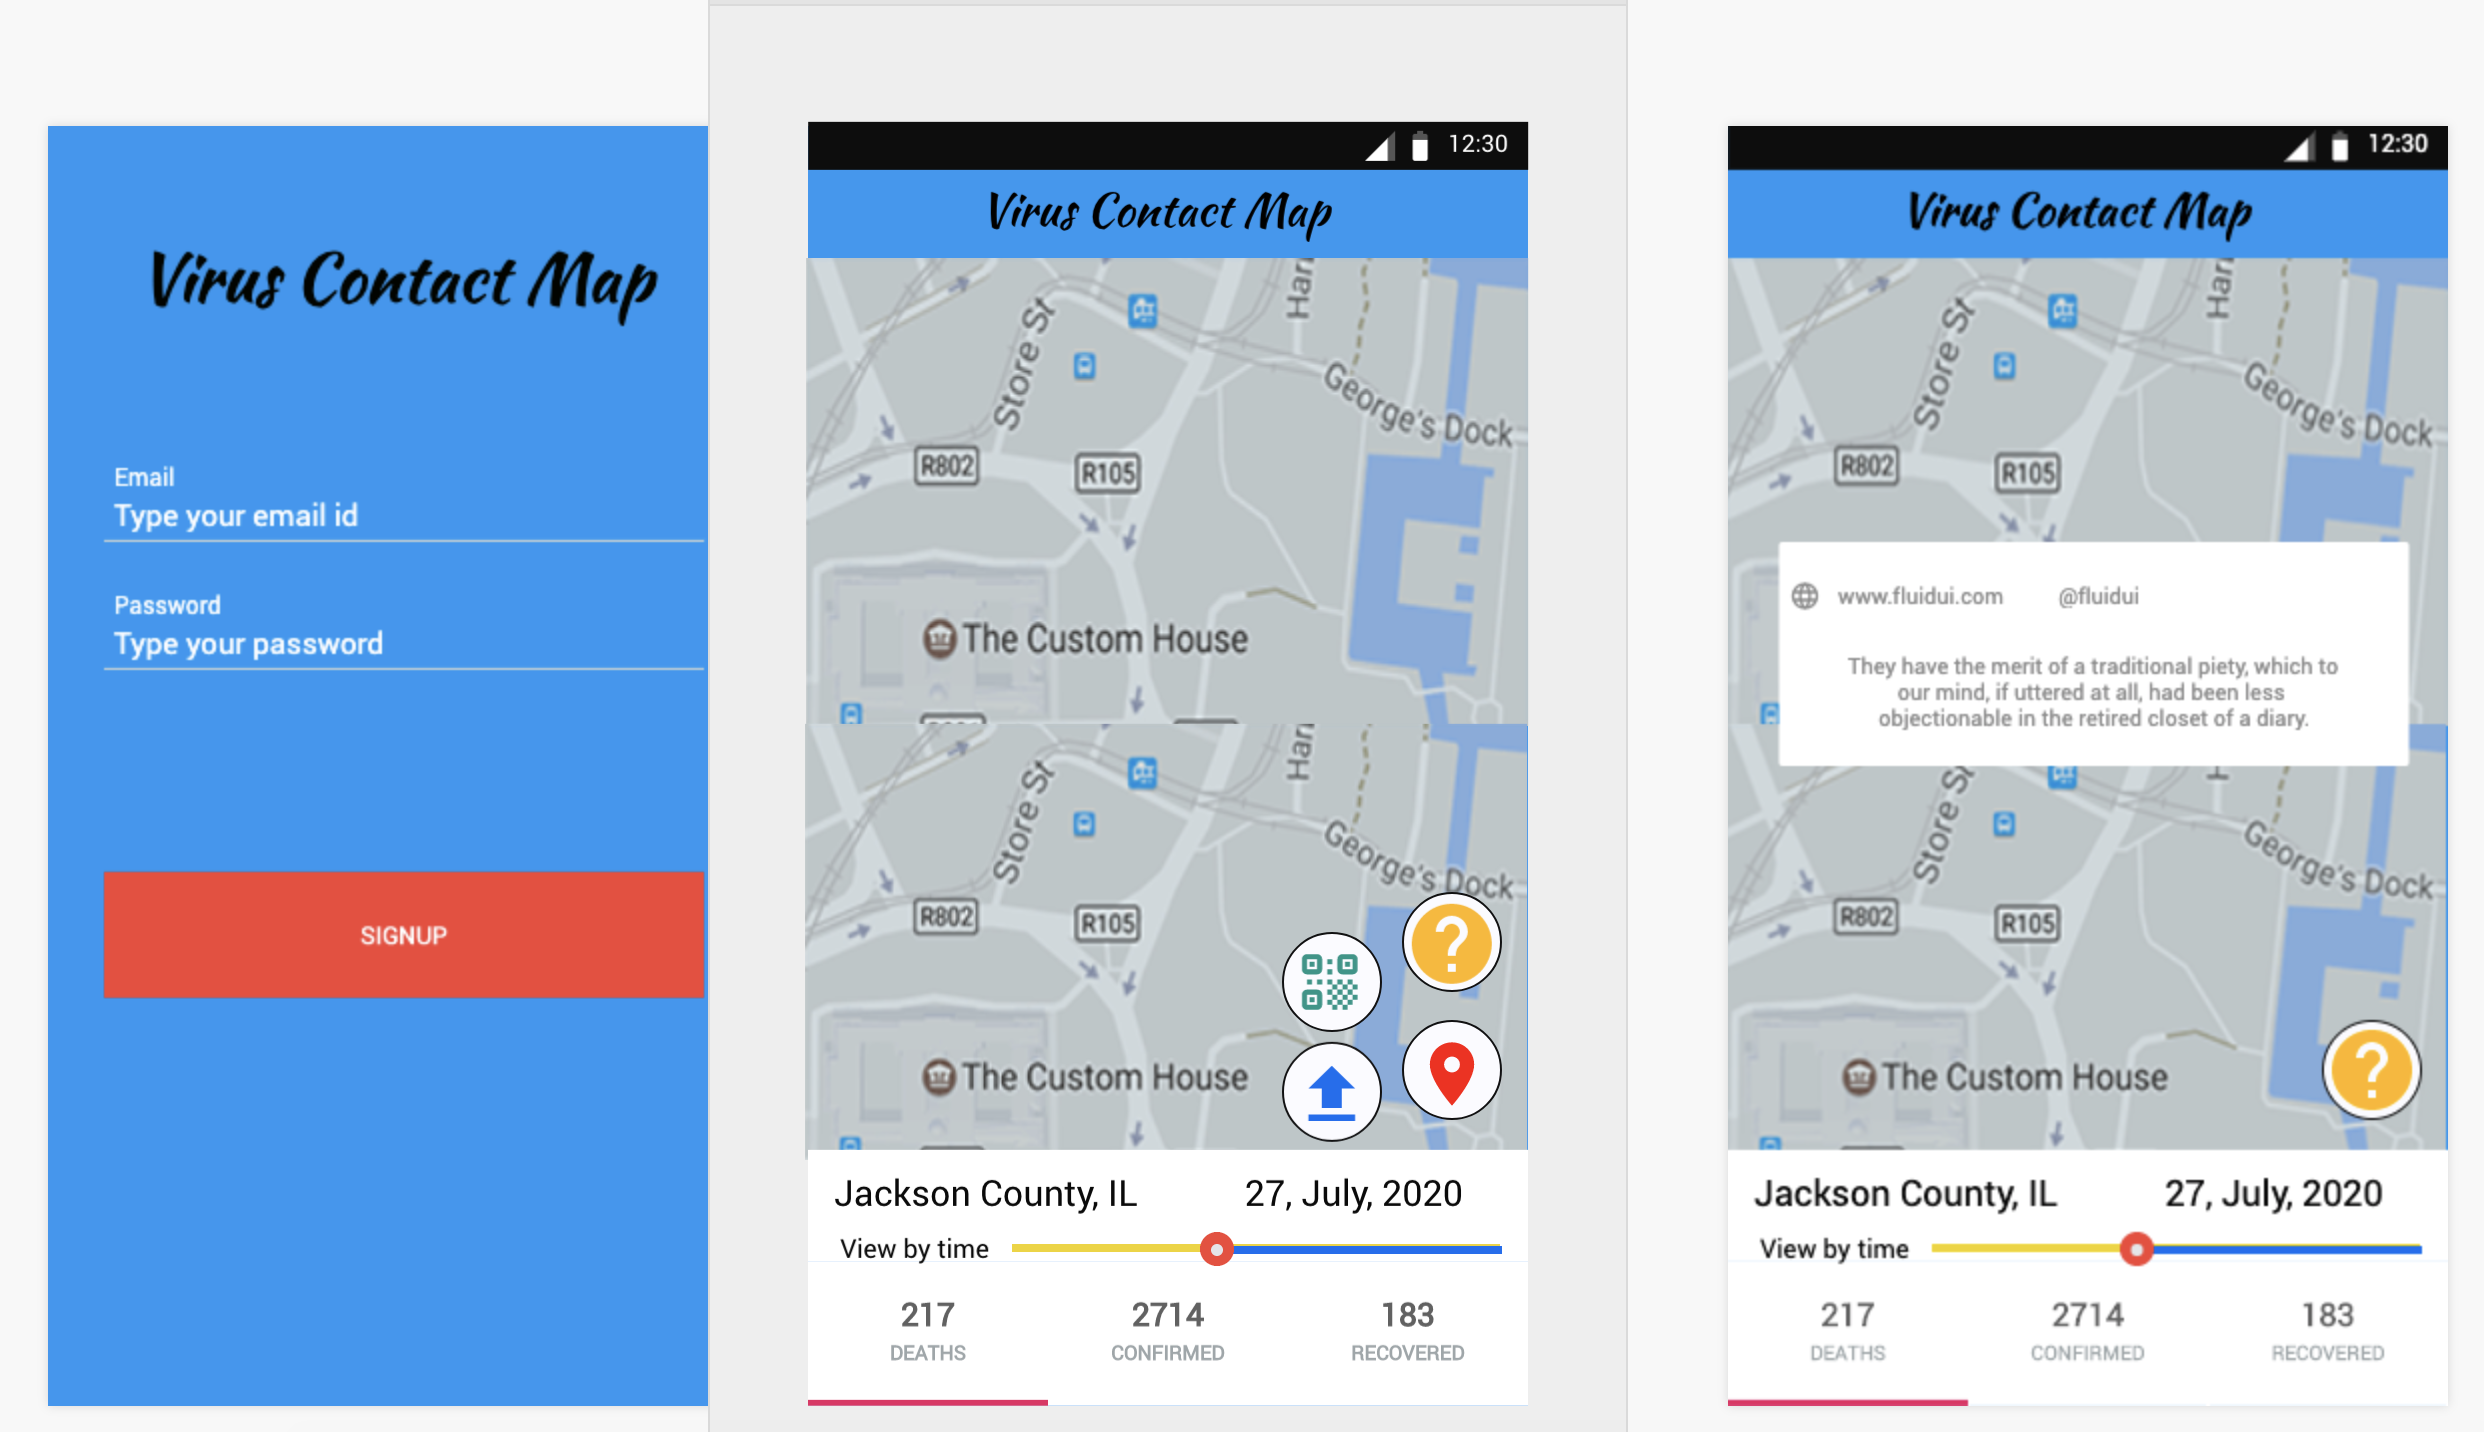 Virus Contact Map
Email
Type your email id
Password
Type your password
SIGNUP
12:30
Virus Contact Map
Store St
Har
George's Dock
R802
R105
The Custom House
Store St
Har
George's Dock
R802
R105
The Custom House
Jackson County, IL
27, July, 2020
View by time
217
2714
183
DEATHS
CONFIRMED
RECOVERED
12:30
Virus Contact Map
Store St
Har
George's Dock
R802
R105
www.fluidui.com
@fluidui
They have the merit of a traditional piety, which to
our mind, if uttered at all, had been less
objectionable in the retired closet of a diary.
Store St
George's Dock
R802
R105
The Custom House
Jackson County, IL
27, July, 2020
View by time
217
2714
183
DEATHS
CONFIRMED
RECOVERED